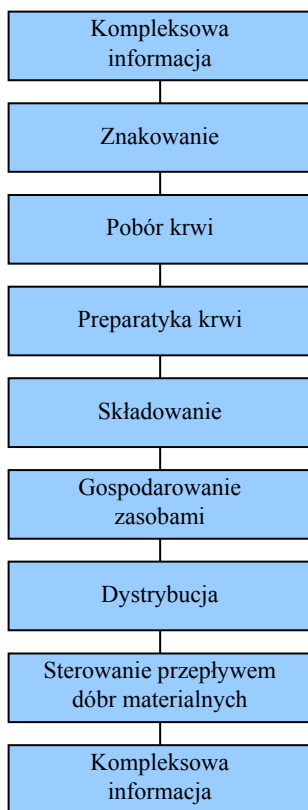 Kompleksowa
informacja
Znakowanie
Pobór krwi
Preparatyka krwi
Składowanie
Gospodarowanie
zasobami
Dystrybucja
Sterowanie przepływem
dóbr materialnych
Kompleksowa
informacja